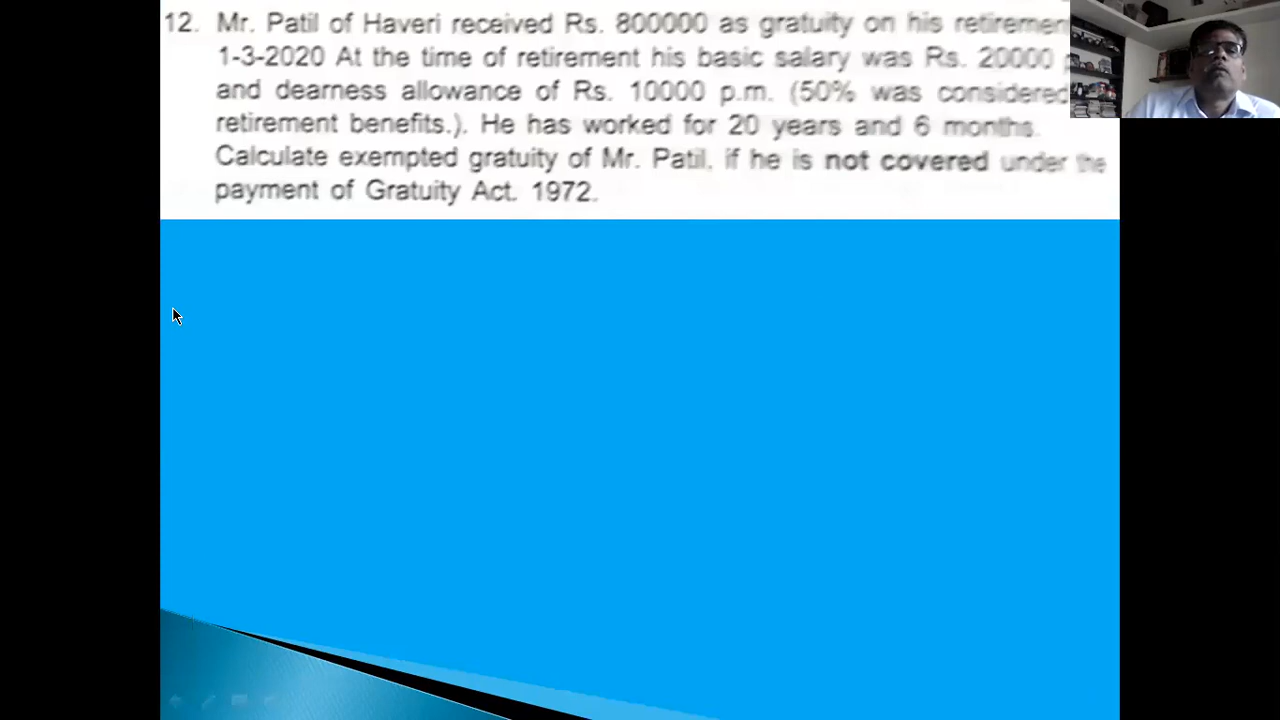 12. Mr. Patil of Haveri received Rs. 800000 as gratuity on his
1-3-2020 At the time of retirement his basic salary was Rs. 20000
and dearness allowance of Rs. 10000 p.m. (50% was considered
retirement benefits.). He has worked for 20 years and 6 months.
Calculate exempted gratuity of Mr. Patil. if he is not covered under the
payment of Gratuity Act. 1972.